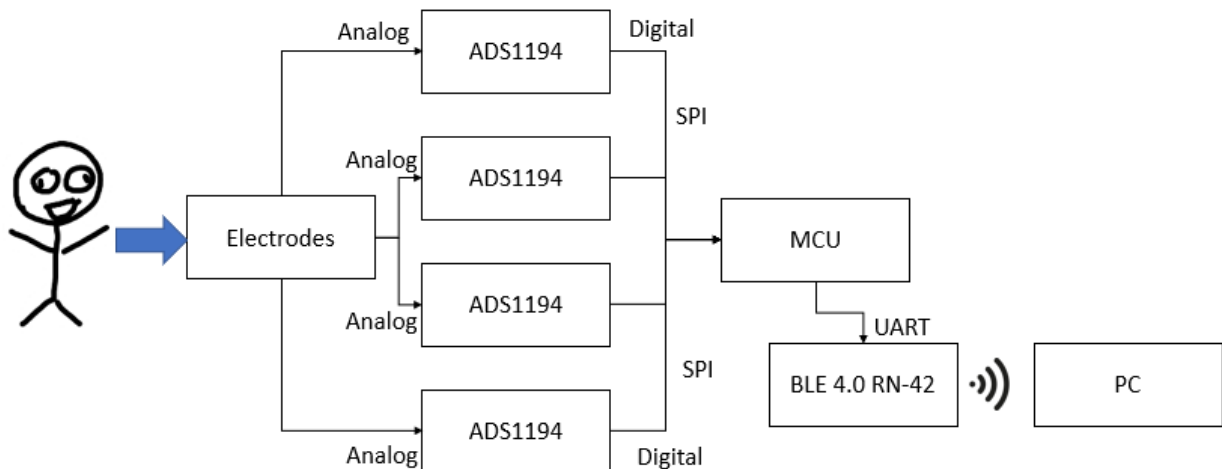 Analog
ADS1194
Digital
SPI
Analog
ADS1194
Electrodes
MCU
Analog
ADS1194
UART
SPI
BLE 4.0 RN-42
PC
Analog
ADS1194
Digital